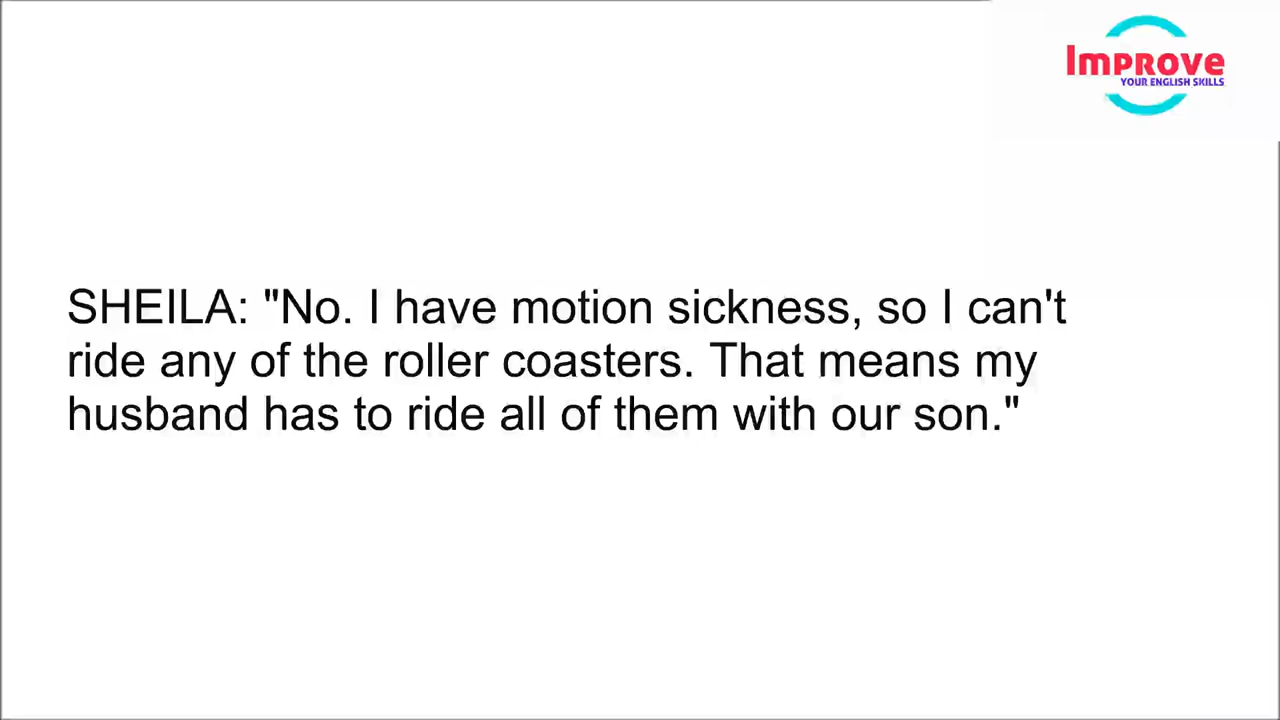 Improve
YOUR ENGLISH SKILLS
SHEILA: "No. I have motion sickness, so I can't
ride any of the roller coasters. That means my
husband has to ride all of them with our son."